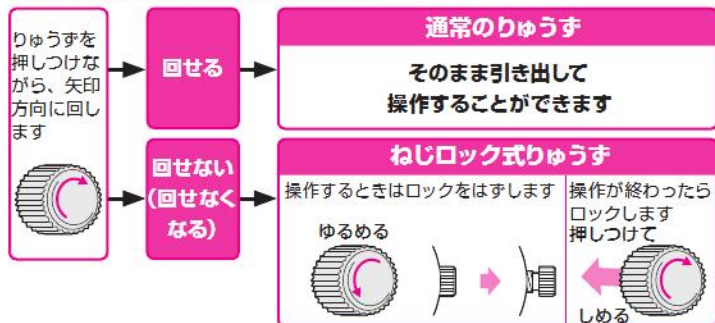 りゅうずを
押しつけな
がら、矢印
方向に回し
ます
回せる
通常のりゅうず
そのまま引き出して
操作することができます
回せない
(回せなく
なる)
ねじロック式りゅうず
操作するときはロックをはずします
ゆるめる
操作が終わったら
ロックします
押しつけて
しめる